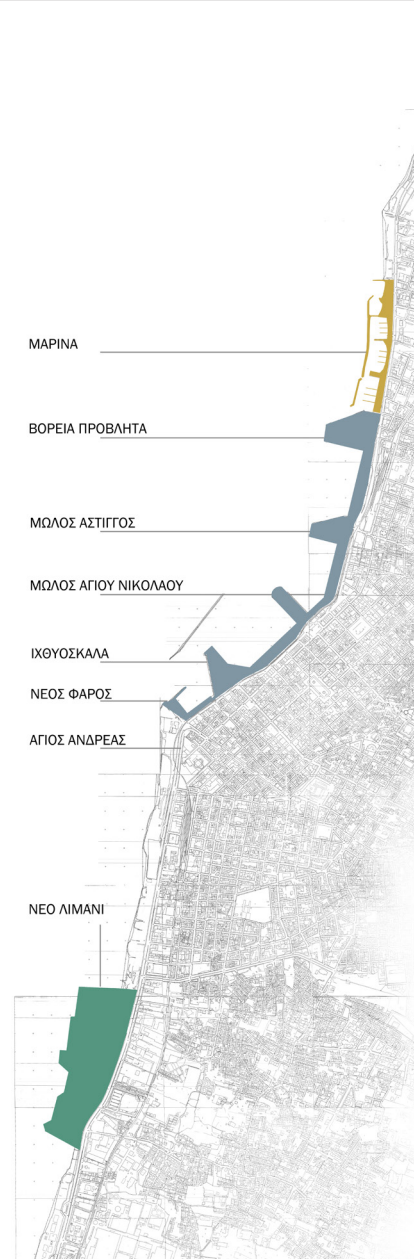 ΜΑΡΙΝΑ
ΒΟΡΕΙΑ ΠΡΟΒΛΗΤΑ
ΜΩΛΟΣ ΑΣΤΙΓΓΟΣ
ΜΩΛΟΣ ΑΓΙΟΥ ΝΙΚΟΛΑΟΥ
ΙΧΘΥΟΣΚΑΛΑ
ΝΕΟΣ ΦΑΡΟΣ
ΑΓΙΟΣ ΑΝΔΡΕΑΣ
ΝΕΟ ΛΙΜΑΝΙ